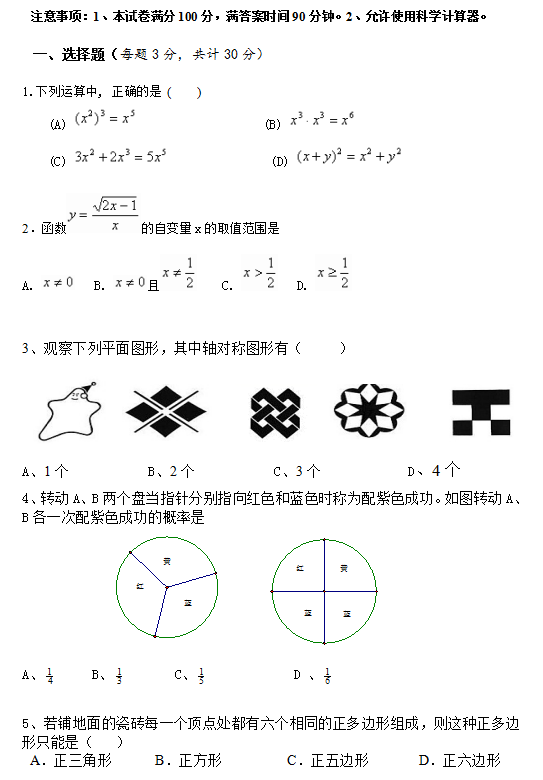 注意事项：1、本试卷满分100分，满答案时间90分钟。2、允许使用科学计算器。
一、选择题（每题3分, 共计30分）
1.下列运算中, 正确的是 (    )
(A) (x²)³ = x⁵ (B) x³·x³ = x⁶
(C) 3x² + 2x³ = 5x⁵ (D) (x+y)² = x² + y²
2．函数 y = √(2x−1)/x 的自变量x的取值范围是
A. x ≠ 0 B. x ≠ 0 且 x ≠ 1/2 C. x > 1/2 D. x ≥ 1/2
3、观察下列平面图形，其中轴对称图形有（    ）
A、1个 B、2个 C、3个 D、4个
4、转动A、B两个盘当指针分别指向红色和蓝色时称为配紫色成功。如图转动A、
B各一次配紫色成功的概率是
黄 红 蓝
红 黄 蓝 蓝
A、1/4 B、1/3 C、1/5 D 、1/6
5、若铺地面的瓷砖每一个顶点处都有六个相同的正多边形组成，则这种正多边
形只能是（    ）
A．正三角形 B．正方形 C．正五边形 D．正六边形